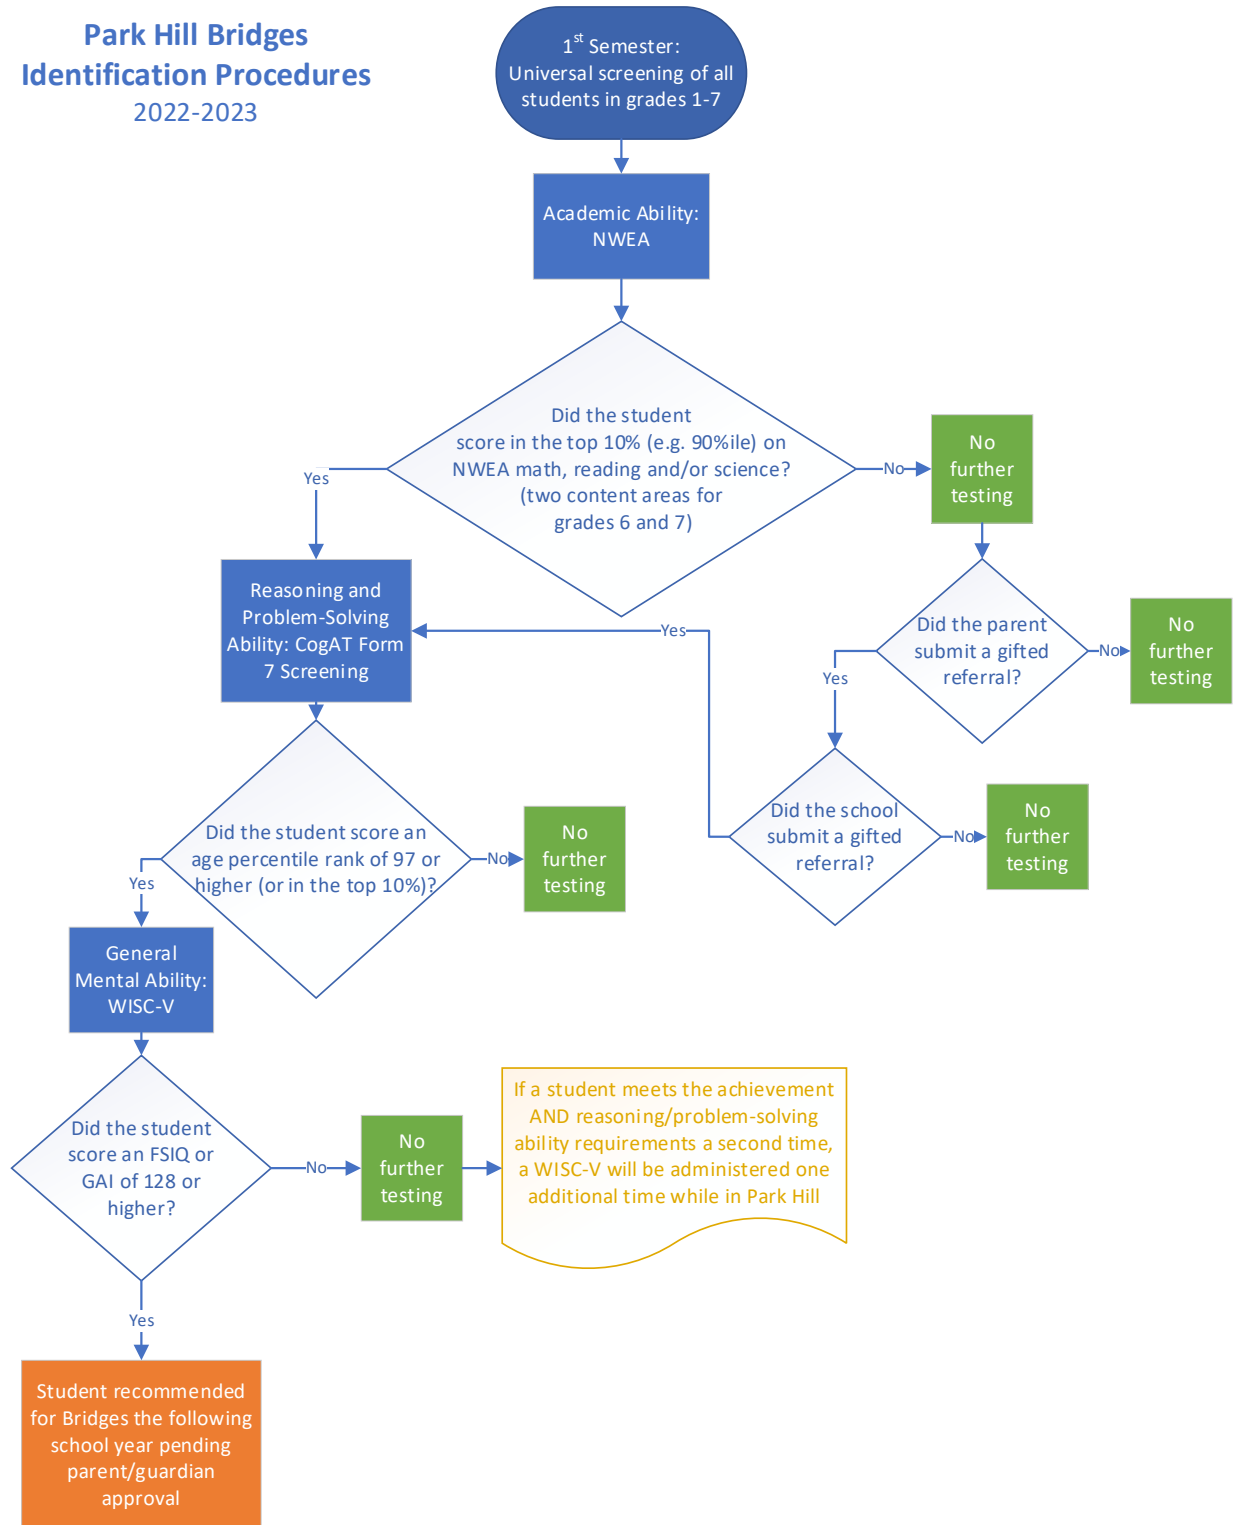 Park Hill Bridges
Identification Procedures
2022-2023
1st Semester:
Universal screening of all
students in grades 1-7
Academic Ability:
NWEA
Did the student
score in the top 10% (e.g. 90%ile) on
NWEA math, reading and/or science?
(two content areas for
grades 6 and 7)
Yes
No
No
further
testing
Reasoning and
Problem-Solving
Ability: CogAT Form
7 Screening
Yes
Did the parent
submit a gifted
referral?
No
No
further
testing
Yes
Did the school
submit a gifted
referral?
No
No
further
testing
Did the student score an
age percentile rank of 97 or
higher (or in the top 10%)?
No
No
further
testing
Yes
General
Mental Ability:
WISC-V
Did the student
score an FSIQ or
GAI of 128 or
higher?
No
No
further
testing
If a student meets the achievement
AND reasoning/problem-solving
ability requirements a second time,
a WISC-V will be administered one
additional time while in Park Hill
Yes
Student recommended
for Bridges the following
school year pending
parent/guardian
approval